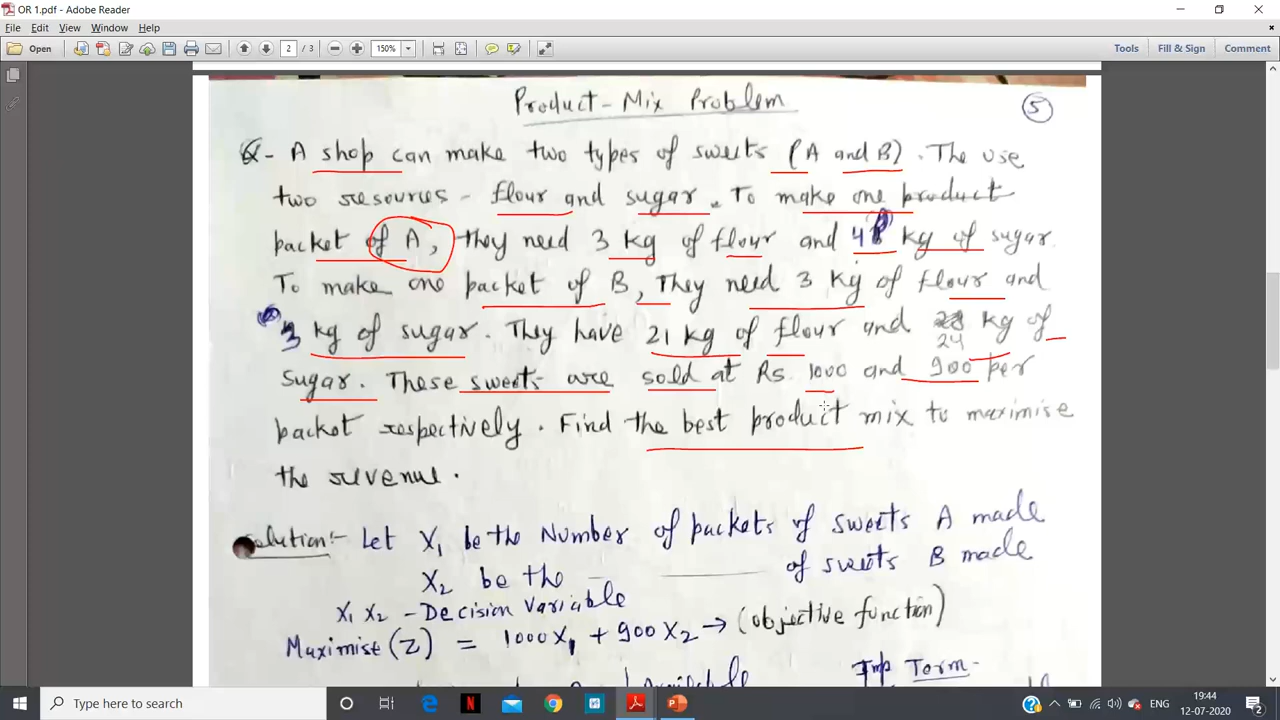 OR 1.pdf - Adobe Reader
File Edit View Window Help
Open 2 / 3 150% Tools Fill & Sign Comment
Product-Mix Problem 5
Q- A shop can make two types of sweets (A and B). The use
two resources - flour and sugar. To make one product
packet of A, they need 3 kg of flour and 4 kg of sugar
To make one packet of B, They need 3 kg of flour and
3 kg of sugar. They have 21 kg of flour and 28 kg of
24
sugar. These sweets are sold at Rs. 1000 and 900 per
packet respectively. Find the best product mix to maximise
the revenue.
Solution:- Let X1 be the Number of packets of sweets A made
X2 be the of sweets B made
X1 X2 - Decision Variable
Maximise (Z) = 1000X1 + 900X2 → (objective function)
Available Imp Term-
Type here to search
ENG 19:44
12-07-2020 2